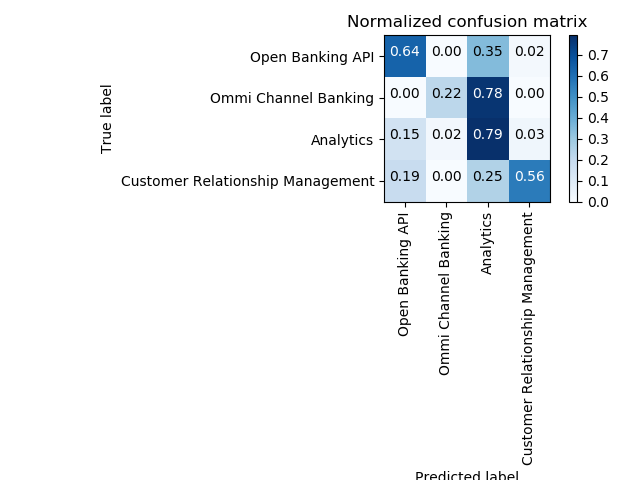 Normalized confusion matrix
True label
Open Banking API 0.64 0.00 0.35 0.02
Ommi Channel Banking 0.00 0.22 0.78 0.00
Analytics 0.15 0.02 0.79 0.03
Customer Relationship Management 0.19 0.00 0.25 0.56
Open Banking API
Ommi Channel Banking
Analytics
Customer Relationship Management
Predicted label
0.7
0.6
0.5
0.4
0.3
0.2
0.1
0.0